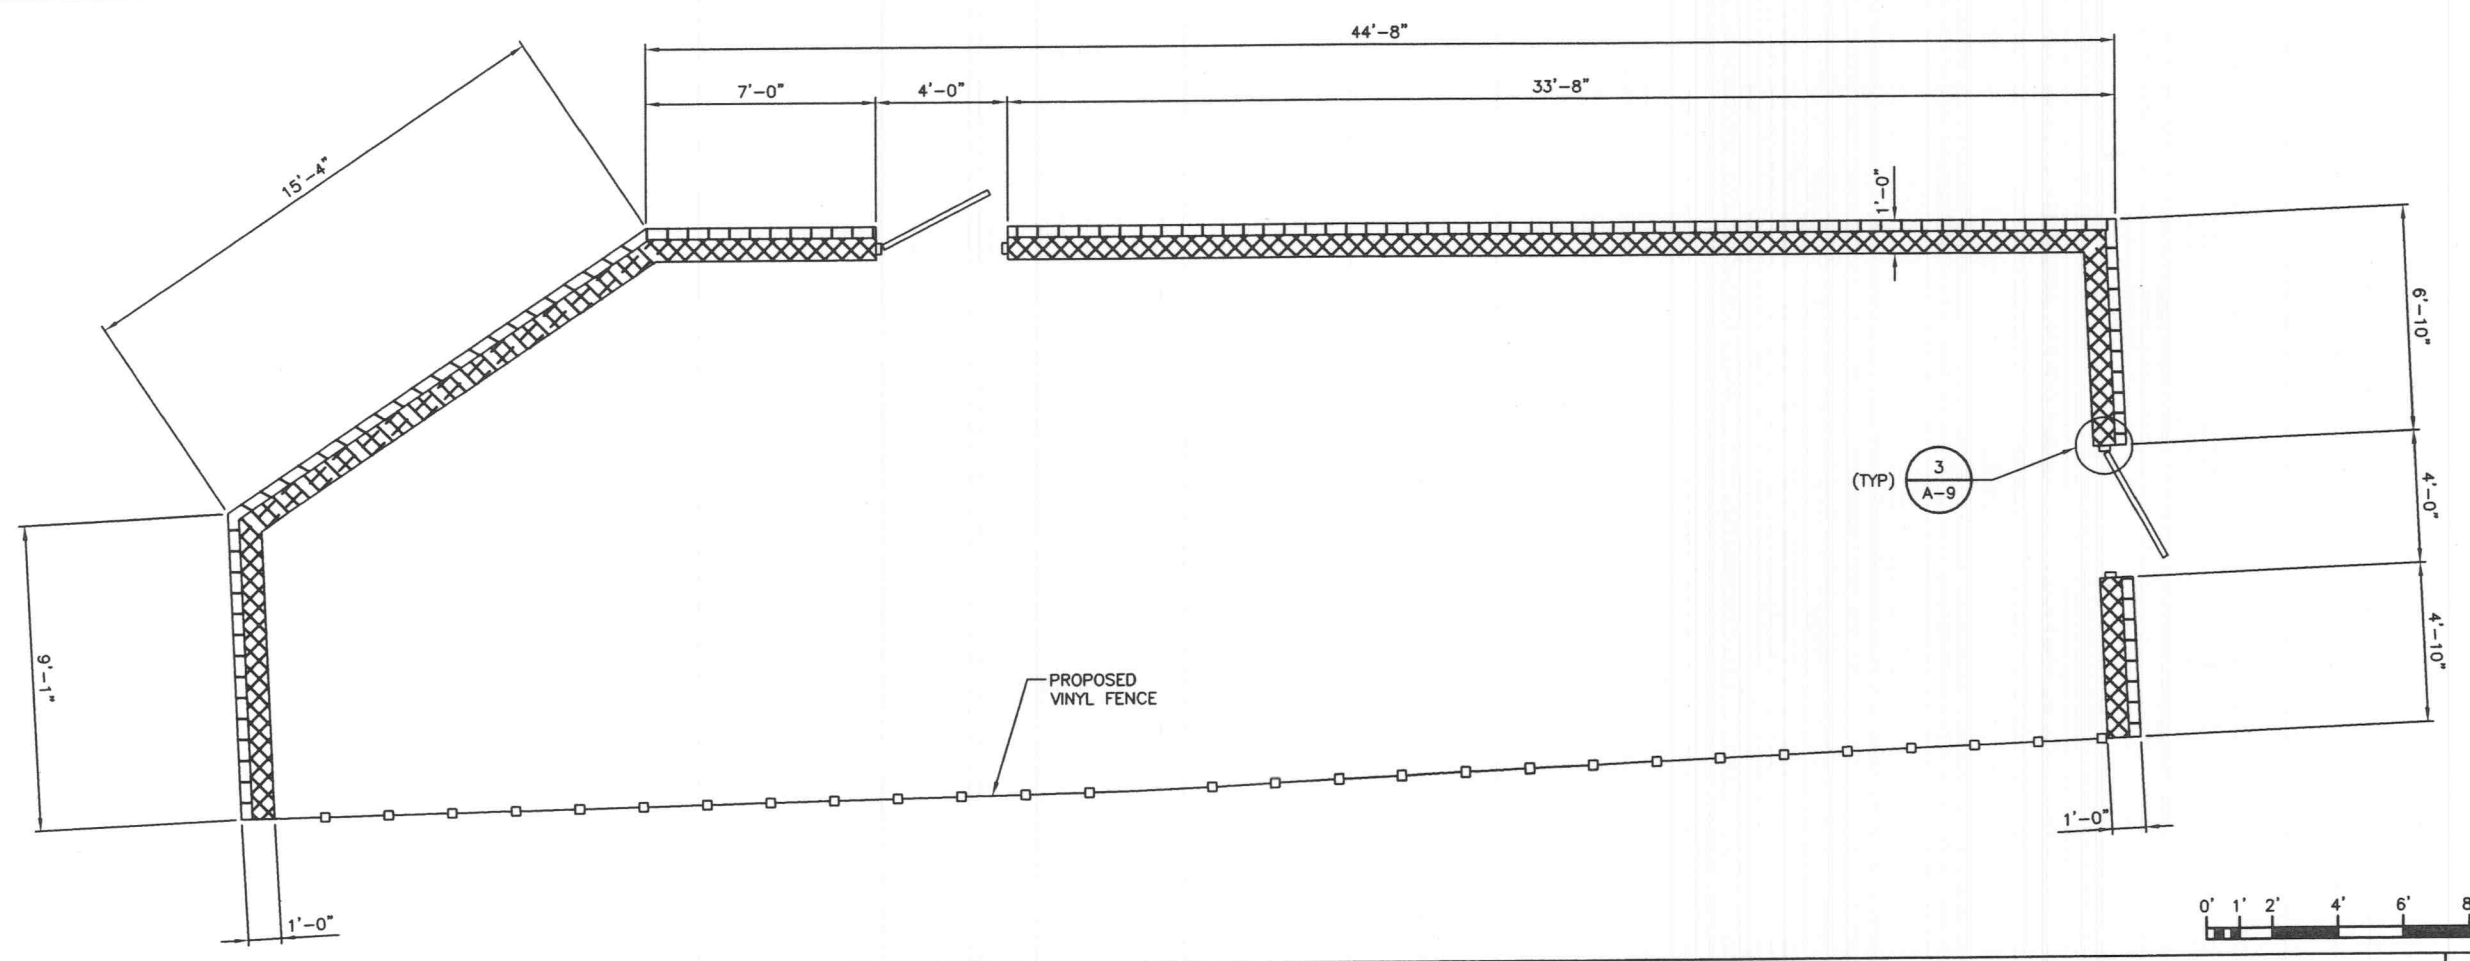 44'-8"
7'-0"
4'-0"
33'-8"
15'-4"
1'-0"
6'-10"
(TYP)
3
A-9
4'-0"
4'-10"
9'-1"
PROPOSED
VINYL FENCE
1'-0"
1'-0"
0' 1' 2' 4' 6' 8